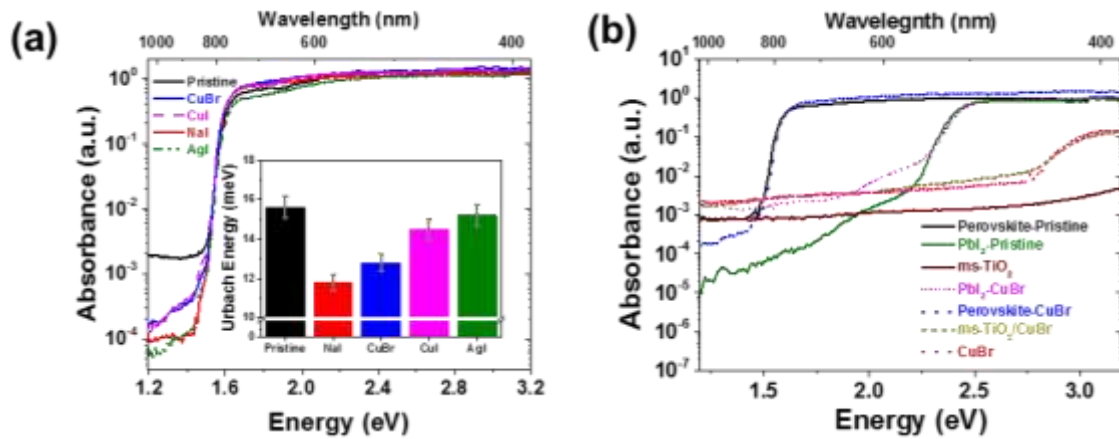 (a)
Wavelength (nm)
1000 800 600 400
Absorbance (a.u.)
10^0
10^-1
10^-2
10^-3
10^-4
Pristine
CuBr
CuI
NaI
AgI
Urbach Energy (meV)
18
16
14
12
10
Pristine NaI CuBr CuI AgI
1.2 1.6 2.0 2.4 2.8 3.2
Energy (eV)
(b)
Wavelegnth (nm)
1000 800 600 400
Absorbance (a.u.)
10^2
10^1
10^0
10^-1
10^-2
10^-3
10^-4
10^-5
10^-6
10^-7
Perovskite-Pristine
PbI2-Pristine
ms-TiO2
PbI2-CuBr
Perovskite-CuBr
ms-TiO2/CuBr
CuBr
1.5 2.0 2.5 3.0
Energy (eV)